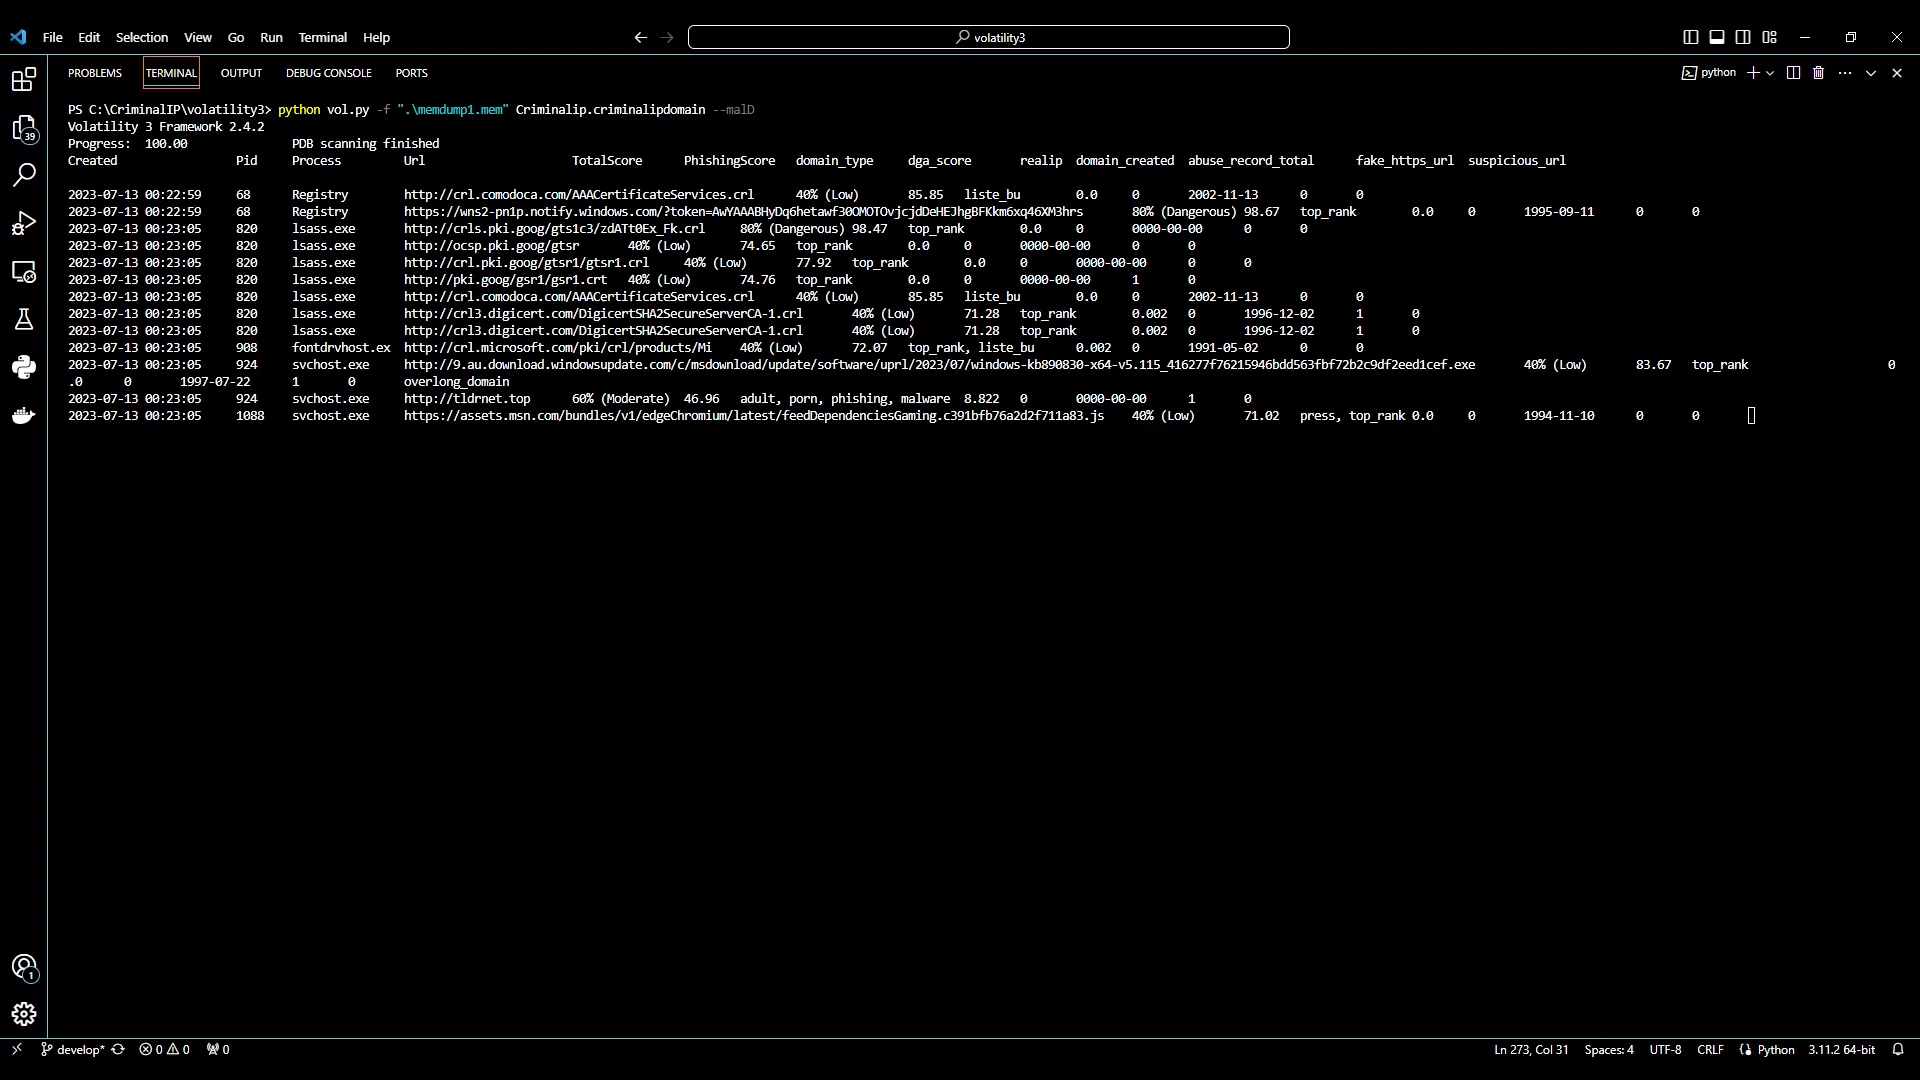 File Edit Selection View Go Run Terminal Help
volatility3
PROBLEMS TERMINAL OUTPUT DEBUG CONSOLE PORTS
python
39
PS C:\CriminalIP\volatility3> python vol.py -f ".\memdump1.mem" Criminalip.criminalipdomain --malD
Volatility 3 Framework 2.4.2
Progress: 100.00 PDB scanning finished
Created Pid Process Url TotalScore PhishingScore domain_type dga_score realip domain_created abuse_record_total fake_https_url suspicious_url
2023-07-13 00:22:59 68 Registry http://crl.comodoca.com/AAACertificateServices.crl 40% (Low) 85.85 liste_bu 0.0 0 2002-11-13 0 0
2023-07-13 00:22:59 68 Registry https://wns2-pn1p.notify.windows.com/?token=AwYAAABHyDq6hetawf30OMOTOvjcjdDeHEJhgBFKkm6xq46XM3hrs 80% (Dangerous) 98.67 top_rank 0.0 0 1995-09-11 0 0
2023-07-13 00:23:05 820 lsass.exe http://crls.pki.goog/gts1c3/zdATt0Ex_Fk.crl 80% (Dangerous) 98.47 top_rank 0.0 0 0000-00-00 0 0
2023-07-13 00:23:05 820 lsass.exe http://ocsp.pki.goog/gtsr 40% (Low) 74.65 top_rank 0.0 0 0000-00-00 0 0
2023-07-13 00:23:05 820 lsass.exe http://crl.pki.goog/gtsr1/gtsr1.crl 40% (Low) 77.92 top_rank 0.0 0 0000-00-00 0 0
2023-07-13 00:23:05 820 lsass.exe http://pki.goog/gsr1/gsr1.crt 40% (Low) 74.76 top_rank 0.0 0 0000-00-00 1 0
2023-07-13 00:23:05 820 lsass.exe http://crl.comodoca.com/AAACertificateServices.crl 40% (Low) 85.85 liste_bu 0.0 0 2002-11-13 0 0
2023-07-13 00:23:05 820 lsass.exe http://crl3.digicert.com/DigicertSHA2SecureServerCA-1.crl 40% (Low) 71.28 top_rank 0.002 0 1996-12-02 1 0
2023-07-13 00:23:05 820 lsass.exe http://crl3.digicert.com/DigicertSHA2SecureServerCA-1.crl 40% (Low) 71.28 top_rank 0.002 0 1996-12-02 1 0
2023-07-13 00:23:05 908 fontdrvhost.ex http://crl.microsoft.com/pki/crl/products/Mi 40% (Low) 72.07 top_rank, liste_bu 0.002 0 1991-05-02 0 0
2023-07-13 00:23:05 924 svchost.exe http://9.au.download.windowsupdate.com/c/msdownload/update/software/uprl/2023/07/windows-kb890830-x64-v5.115_416277f76215946bdd563fbf72b2c9df2eed1cef.exe 40% (Low) 83.67 top_rank 0
.0 0 1997-07-22 1 0 overlong_domain
2023-07-13 00:23:05 924 svchost.exe http://tldrnet.top 60% (Moderate) 46.96 adult, porn, phishing, malware 8.822 0 0000-00-00 1 0
2023-07-13 00:23:05 1088 svchost.exe https://assets.msn.com/bundles/v1/edgeChromium/latest/feedDependenciesGaming.c391bfb76a2d2f711a83.js 40% (Low) 71.02 press, top_rank 0.0 0 1994-11-10 0 0
1
develop* 0 0 0 Ln 273, Col 31 Spaces: 4 UTF-8 CRLF Python 3.11.2 64-bit